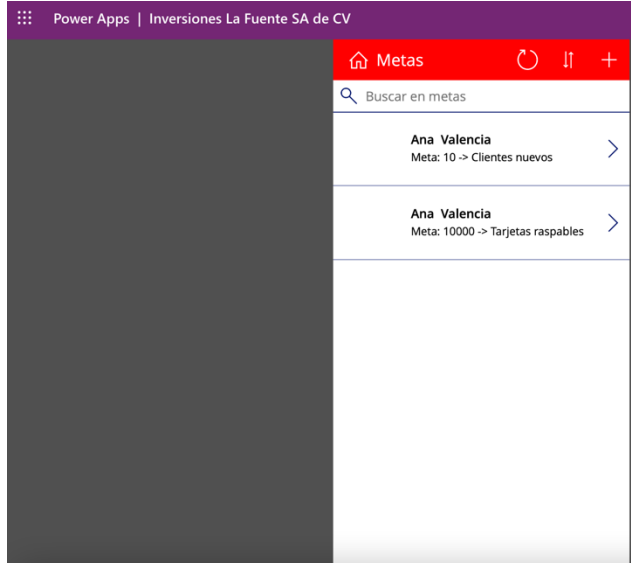 Power Apps | Inversiones La Fuente SA de CV
Metas
Buscar en metas
Ana Valencia
Meta: 10 -> Clientes nuevos
Ana Valencia
Meta: 10000 -> Tarjetas raspables